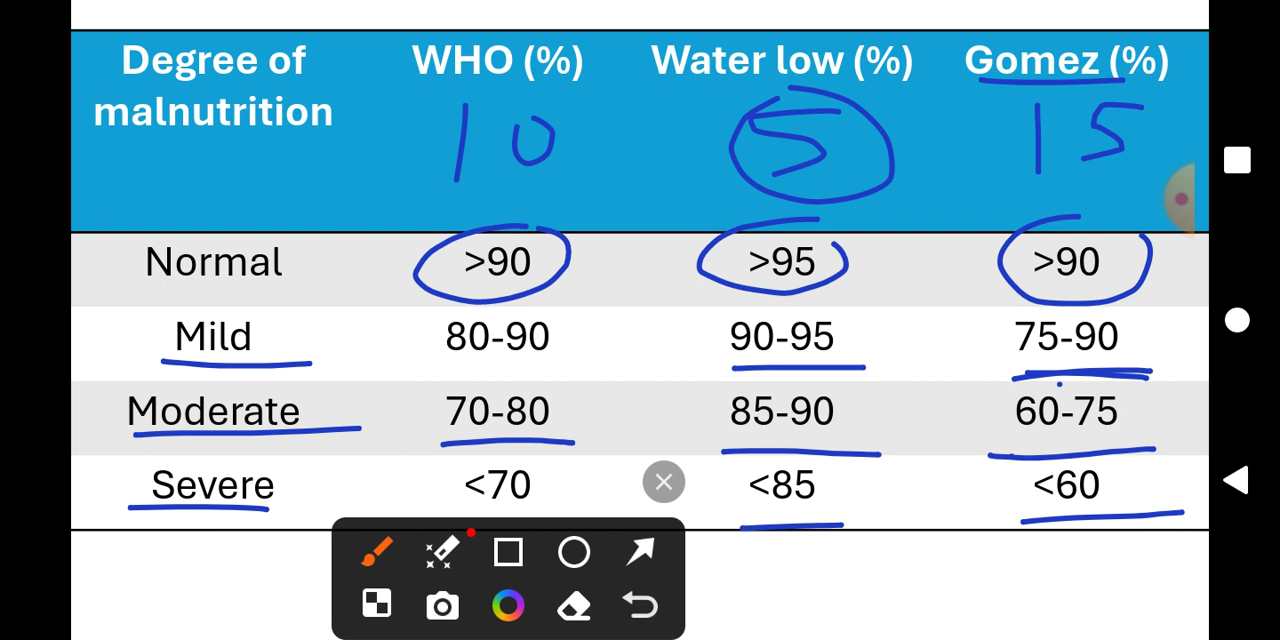 Degree of malnutrition WHO (%) Water low (%) Gomez (%)
10 5 15
Normal >90 >95 >90
Mild 80-90 90-95 75-90
Moderate 70-80 85-90 60-75
Severe <70 <85 <60